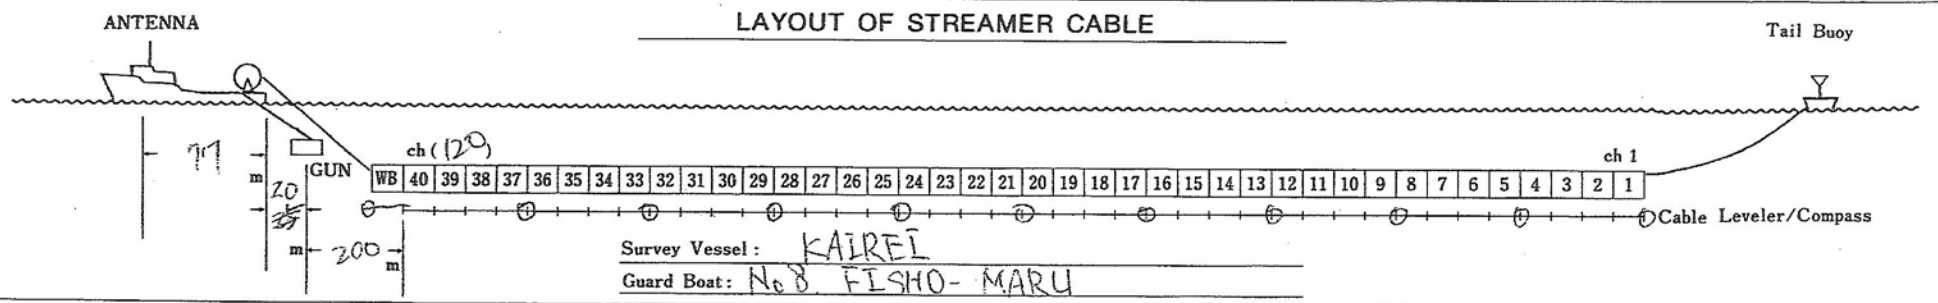 LAYOUT OF STREAMER CABLE
ANTENNA
Tail Buoy
77 m
GUN
ch (120)
ch 1
WB 40 39 38 37 36 35 34 33 32 31 30 29 28 27 26 25 24 23 22 21 20 19 18 17 16 15 14 13 12 11 10 9 8 7 6 5 4 3 2 1
20
m
Cable Leveler/Compass
200 m
Survey Vessel: KAIREI
Guard Boat: No 8 FISHO-MARU